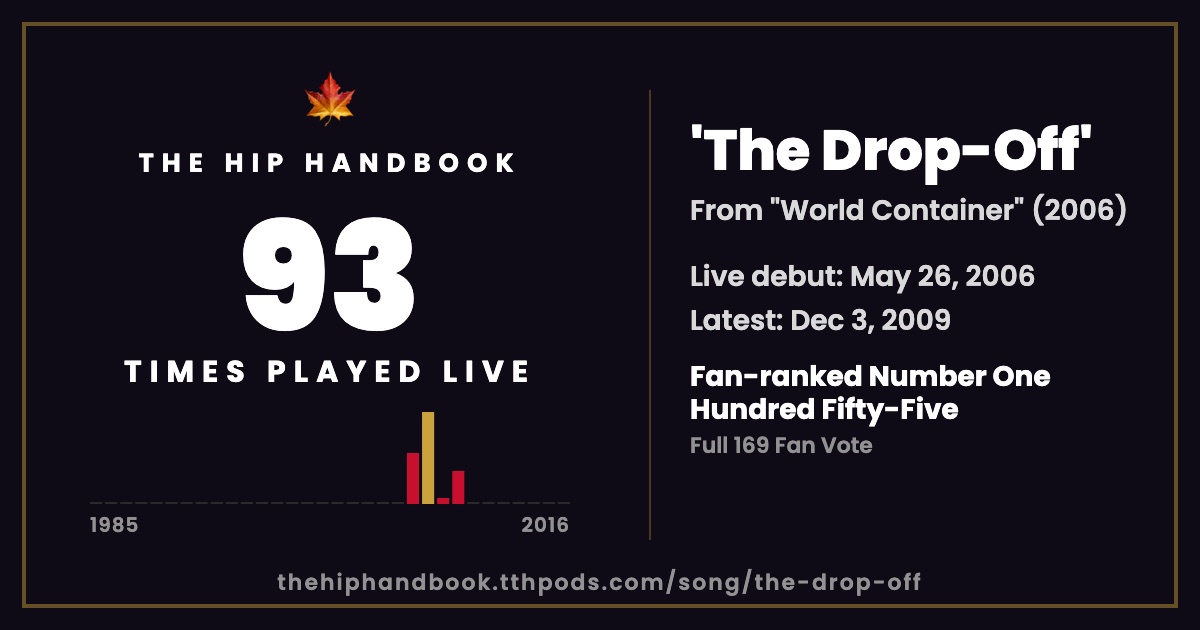 THE HIP HANDBOOK
93
TIMES PLAYED LIVE
1985
2016
'The Drop-Off'
From "World Container" (2006)
Live debut: May 26, 2006
Latest: Dec 3, 2009
Fan-ranked Number One
Hundred Fifty-Five
Full 169 Fan Vote
thehiphandbook.tthpods.com/song/the-drop-off